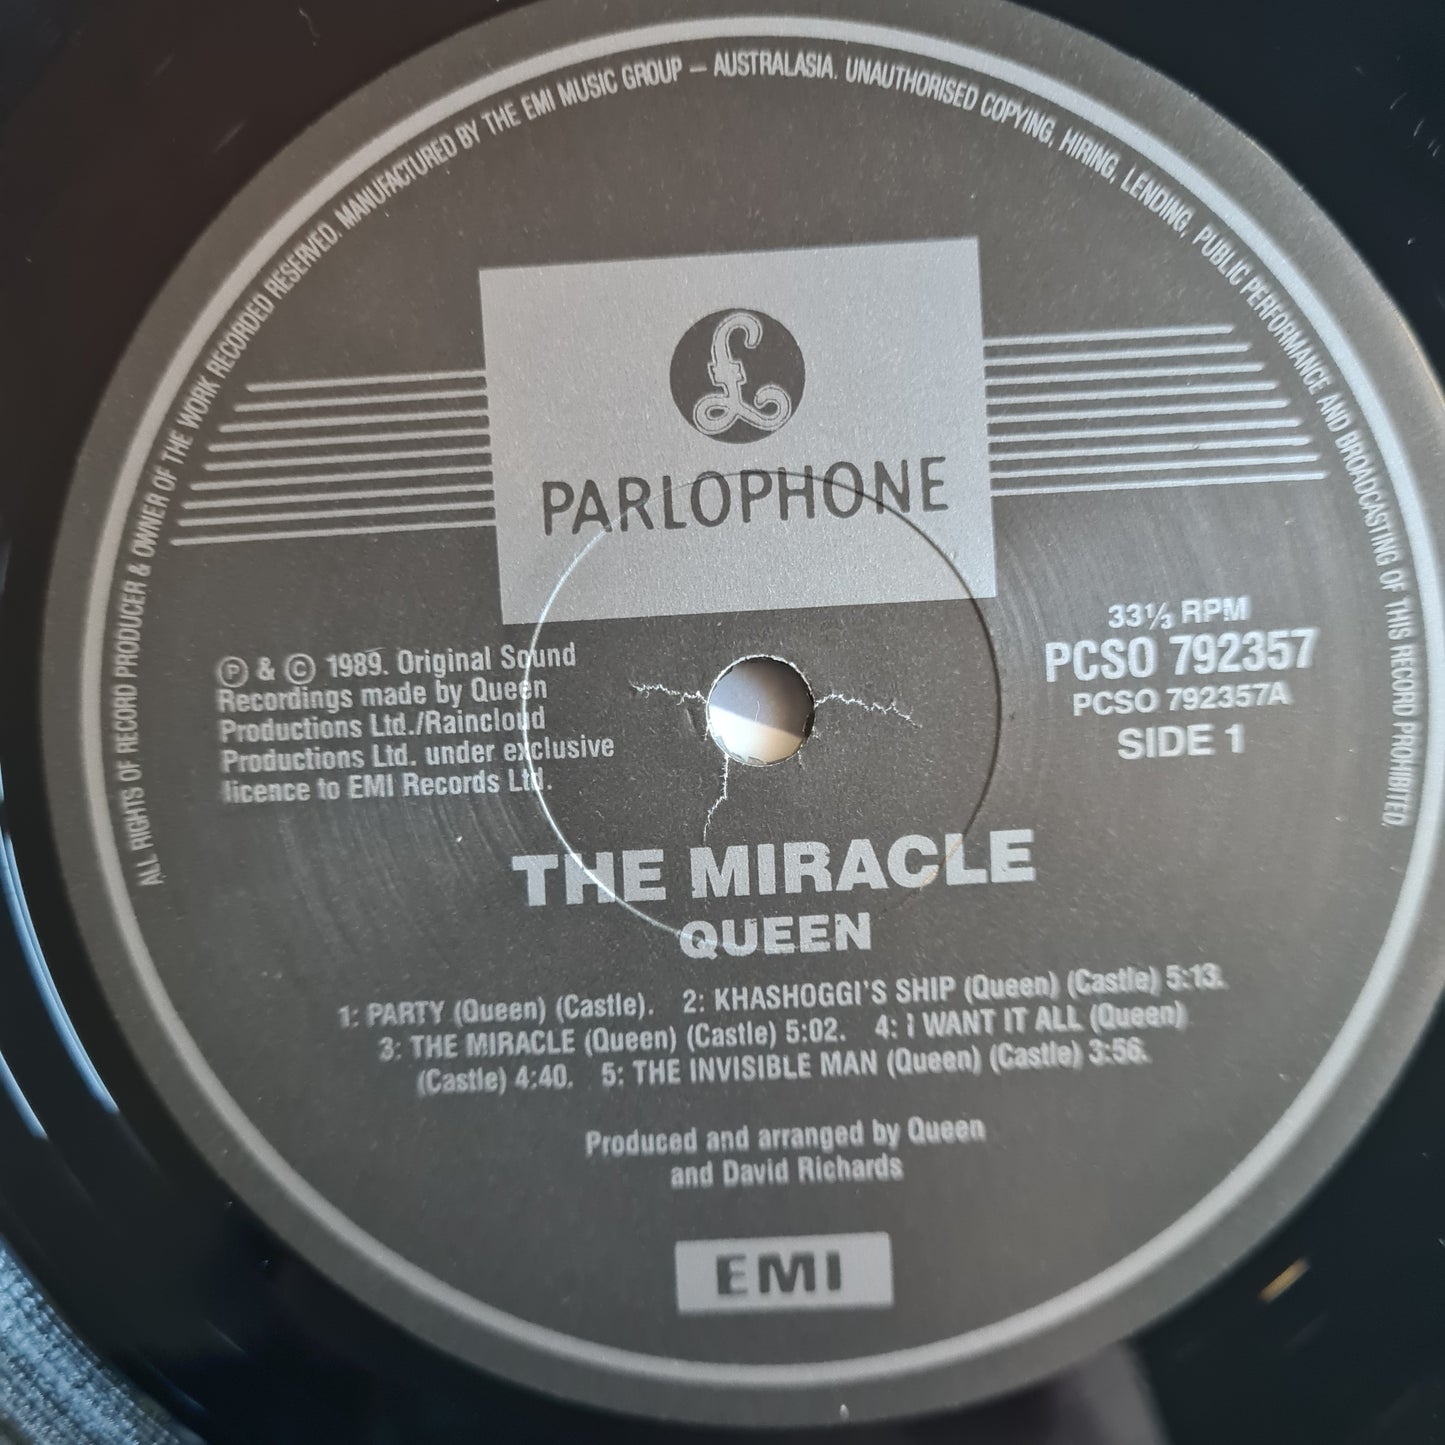 ALL RIGHTS OF RECORD PRODUCER & OWNER OF THE WORK RECORDED RESERVED. MANUFACTURED BY THE EMI MUSIC GROUP – AUSTRALASIA. UNAUTHORISED COPYING, HIRING, LENDING, PUBLIC PERFORMANCE AND BROADCASTING OF THIS RECORD PROHIBITED.
£
PARLOPHONE
33⅓ RPM
PCSO 792357
PCSO 792357A
SIDE 1
℗ & © 1989. Original Sound
Recordings made by Queen
Productions Ltd./Raincloud
Productions Ltd. under exclusive
licence to EMI Records Ltd.
THE MIRACLE
QUEEN
1: PARTY (Queen) (Castle). 2: KHASHOGGI'S SHIP (Queen) (Castle) 5:13.
3: THE MIRACLE (Queen) (Castle) 5:02. 4: I WANT IT ALL (Queen)
(Castle) 4:40. 5: THE INVISIBLE MAN (Queen) (Castle) 3:56.
Produced and arranged by Queen
and David Richards
EMI